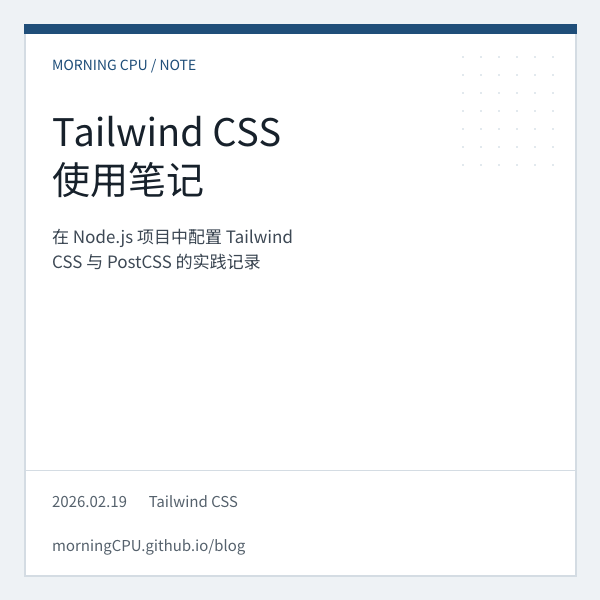 MORNING CPU / NOTE
Tailwind CSS
使用笔记
在 Node.js 项目中配置 Tailwind
CSS 与 PostCSS 的实践记录
2026.02.19 Tailwind CSS
morningCPU.github.io/blog